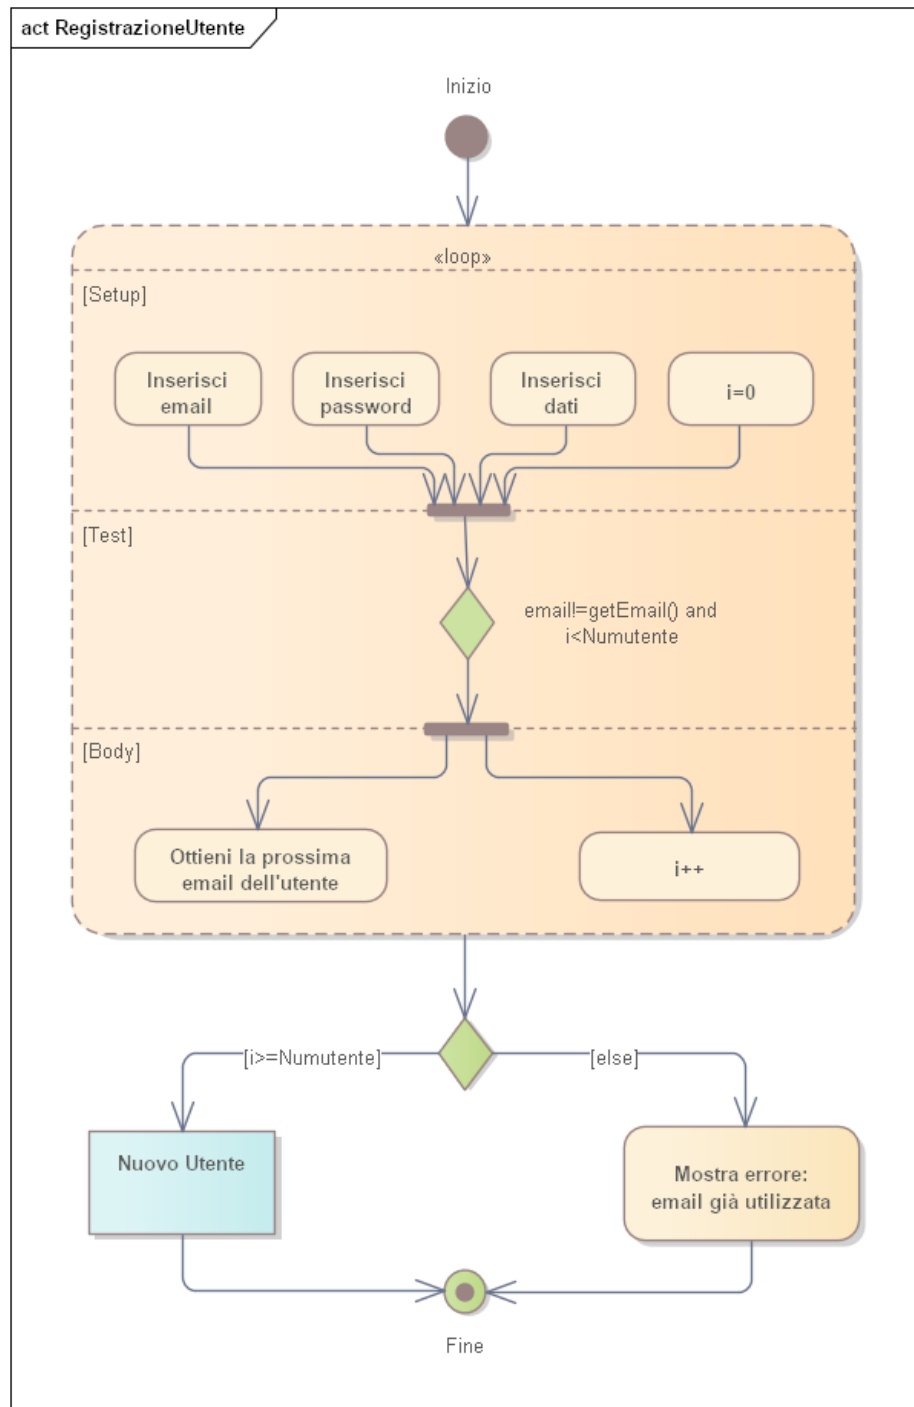 act RegistrazioneUtente
Inizio
«loop»
[Setup]
Inserisci
email
Inserisci
password
Inserisci
dati
i=0
[Test]
email!=getEmail() and
i<Numutente
[Body]
Ottieni la prossima
email dell'utente
i++
[i>=Numutente]
[else]
Nuovo Utente
Mostra errore:
email già utilizzata
Fine